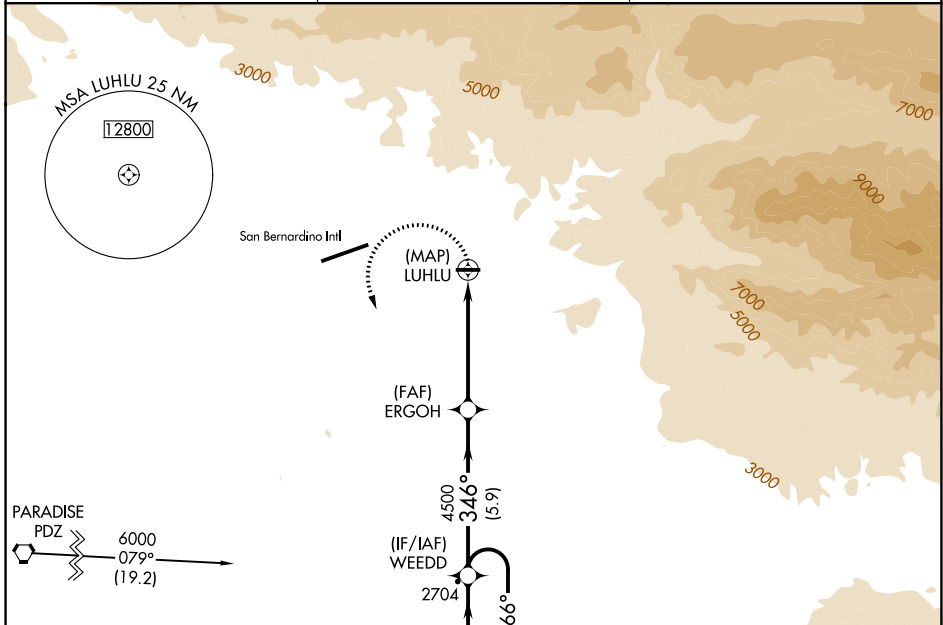 3000
5000
7000
MSA LUHLU 25 NM
12800
9000
San Bernardino Intl
(MAP)
LUHLU
7000
5000
(FAF)
ERGOH
3000
4500
346°
(5.9)
PARADISE
PDZ
6000
079°
(19.2)
(IF/IAF)
WEEDD
2704